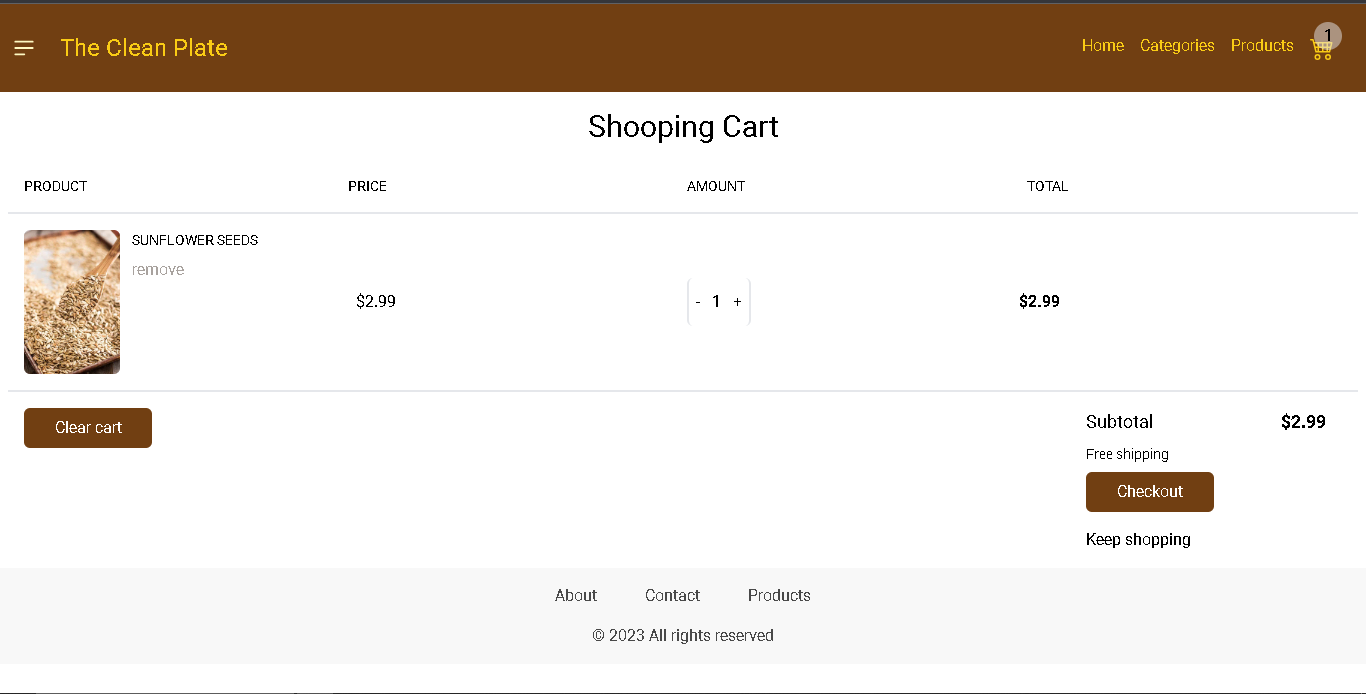 The Clean Plate
Home Categories Products 1
Shooping Cart
PRODUCT PRICE AMOUNT TOTAL
SUNFLOWER SEEDS
remove
$2.99 - 1 + $2.99
Clear cart
Subtotal $2.99
Free shipping
Checkout
Keep shopping
About Contact Products
© 2023 All rights reserved